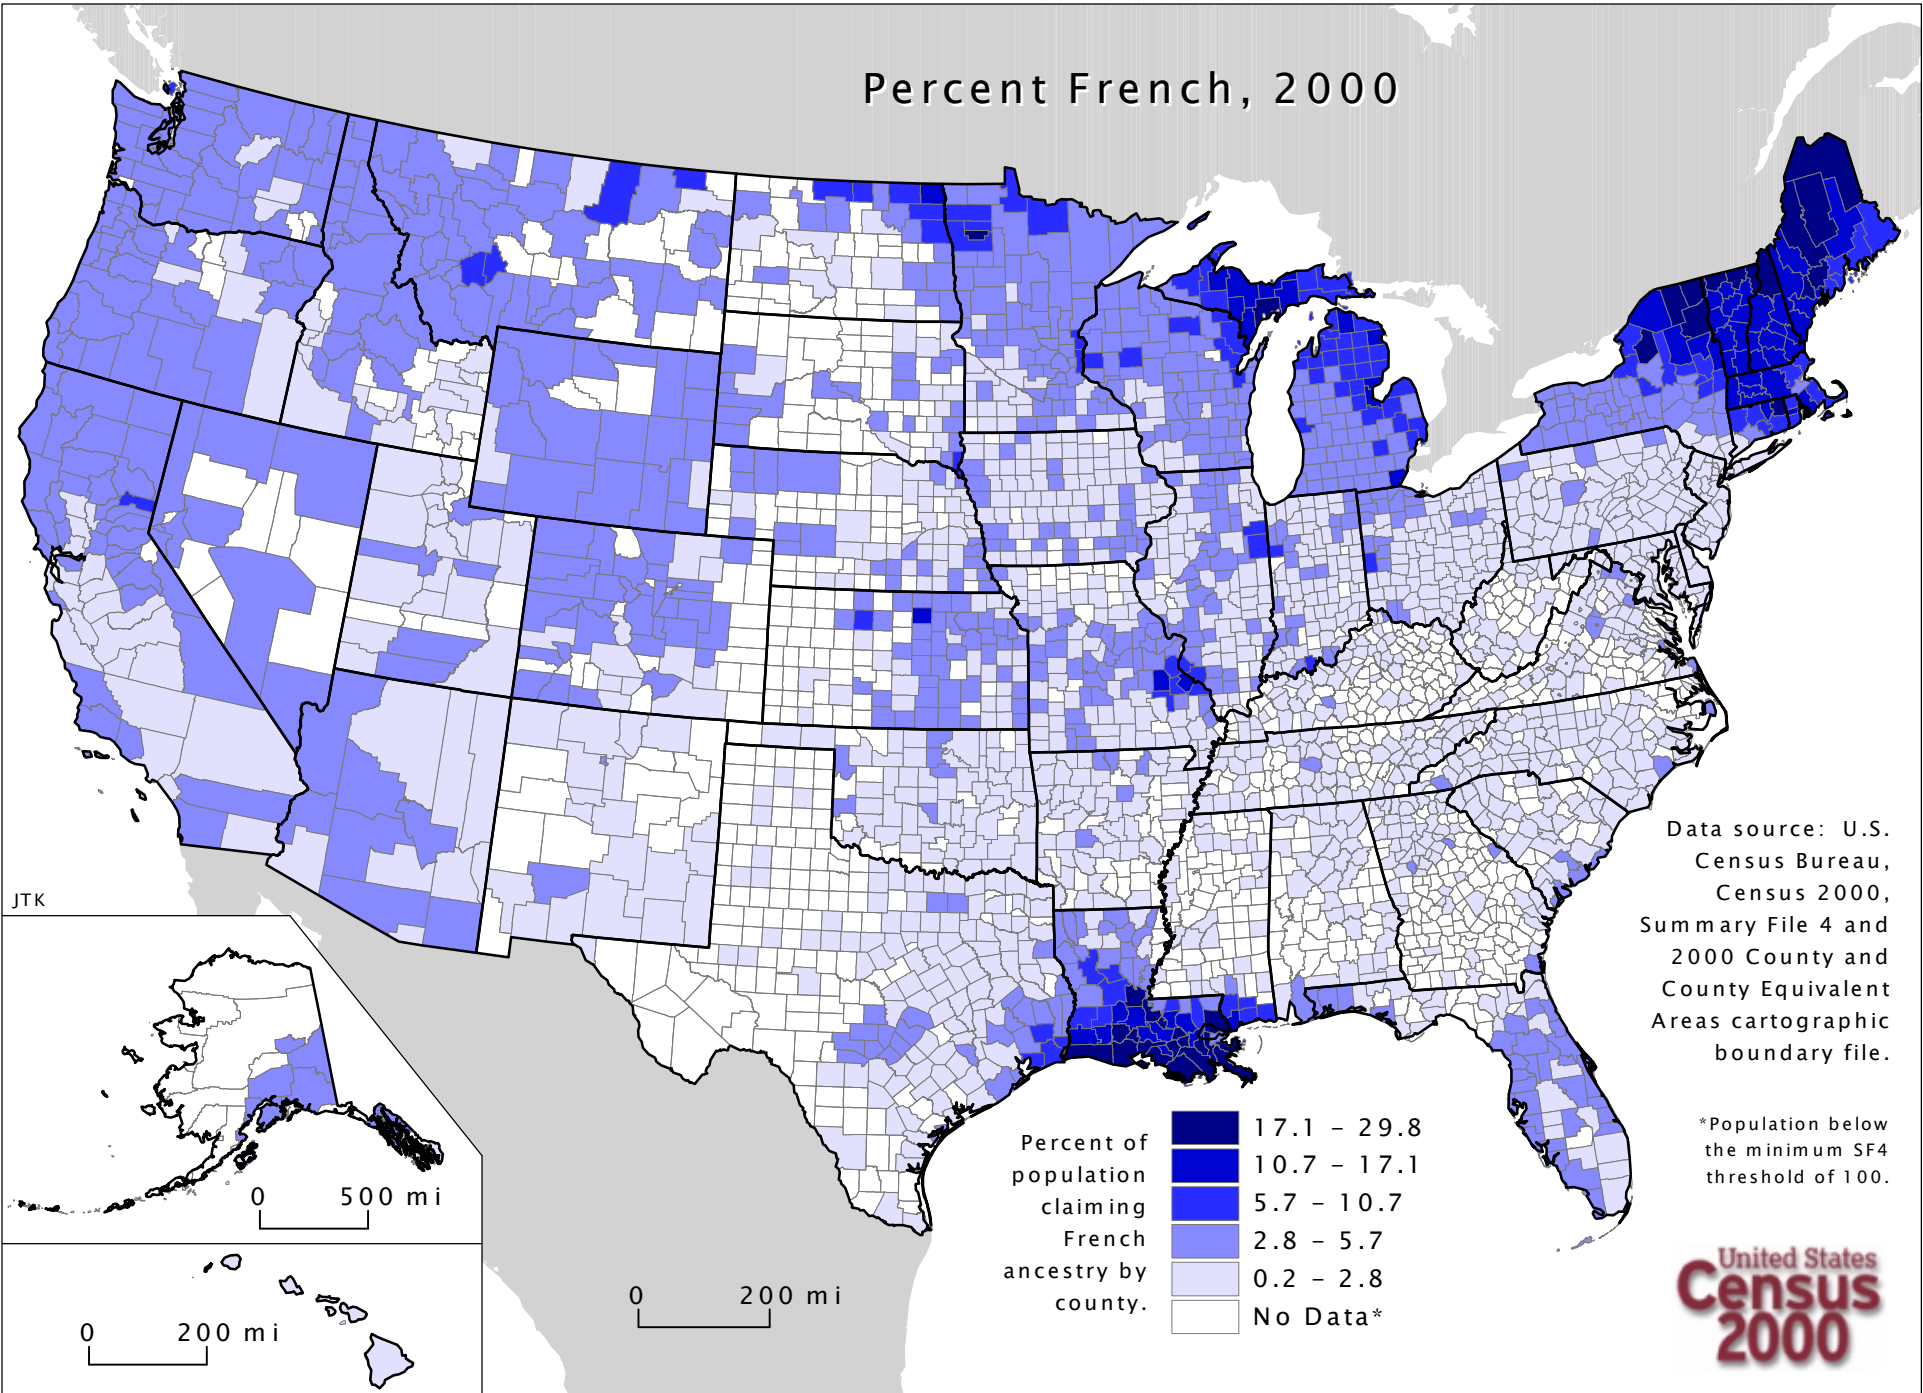 Percent French, 2000
Data source: U.S.
Census Bureau,
Census 2000,
Summary File 4 and
2000 County and
County Equivalent
Areas cartographic
boundary file.
*Population below
the minimum SF4
threshold of 100.
JTK
0 500 mi
0 200 mi
0 200 mi
Percent of
population
claiming
French
ancestry by
county.
17.1 – 29.8
10.7 – 17.1
5.7 – 10.7
2.8 – 5.7
0.2 – 2.8
No Data*
United States
Census
2000